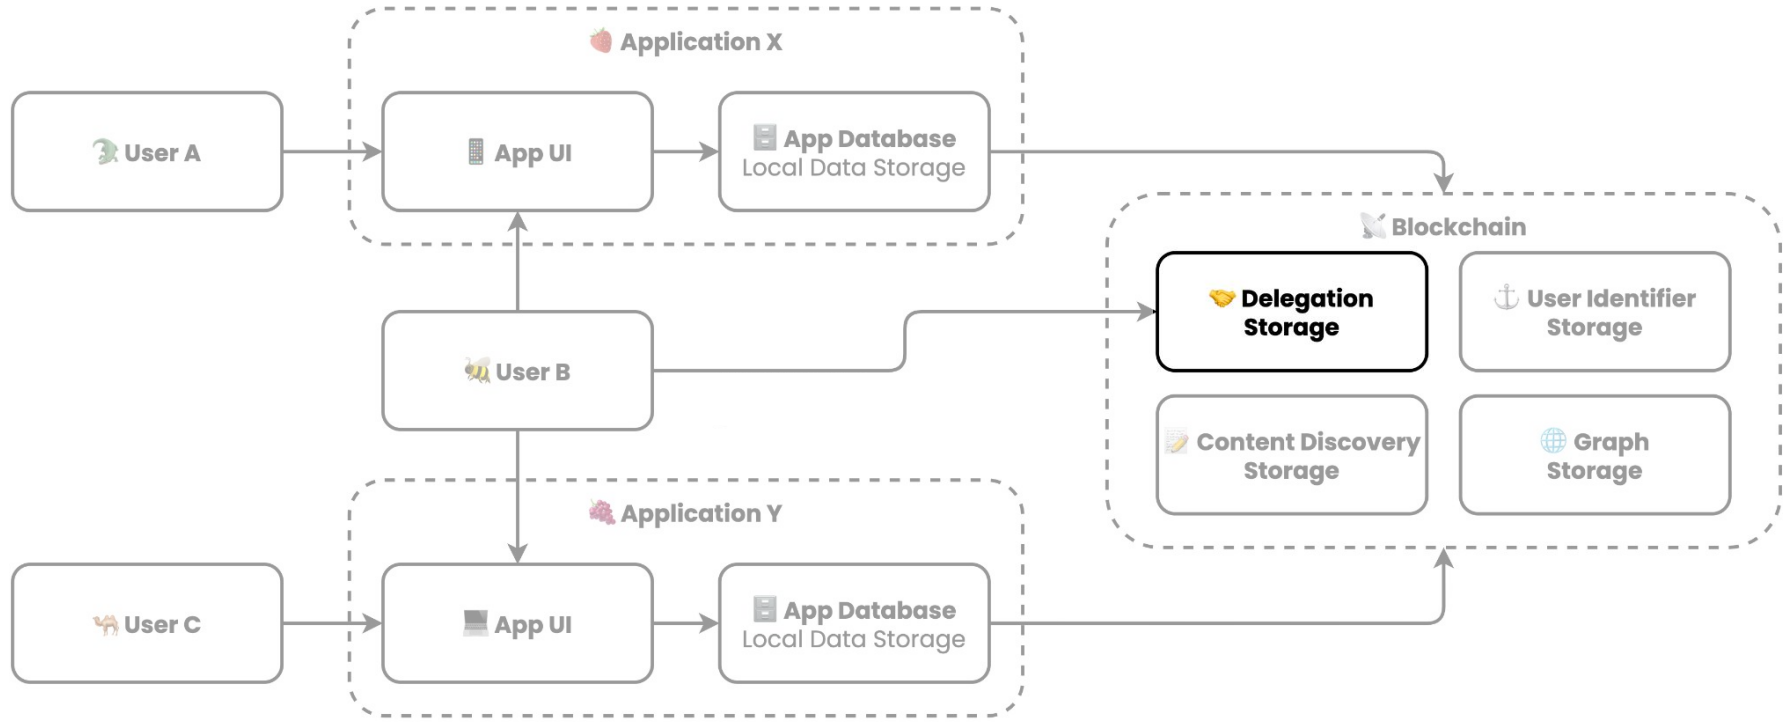 Application X
User A
App UI
App Database
Local Data Storage
Blockchain
Delegation
Storage
User Identifier
Storage
User B
Content Discovery
Storage
Graph
Storage
Application Y
User C
App UI
App Database
Local Data Storage